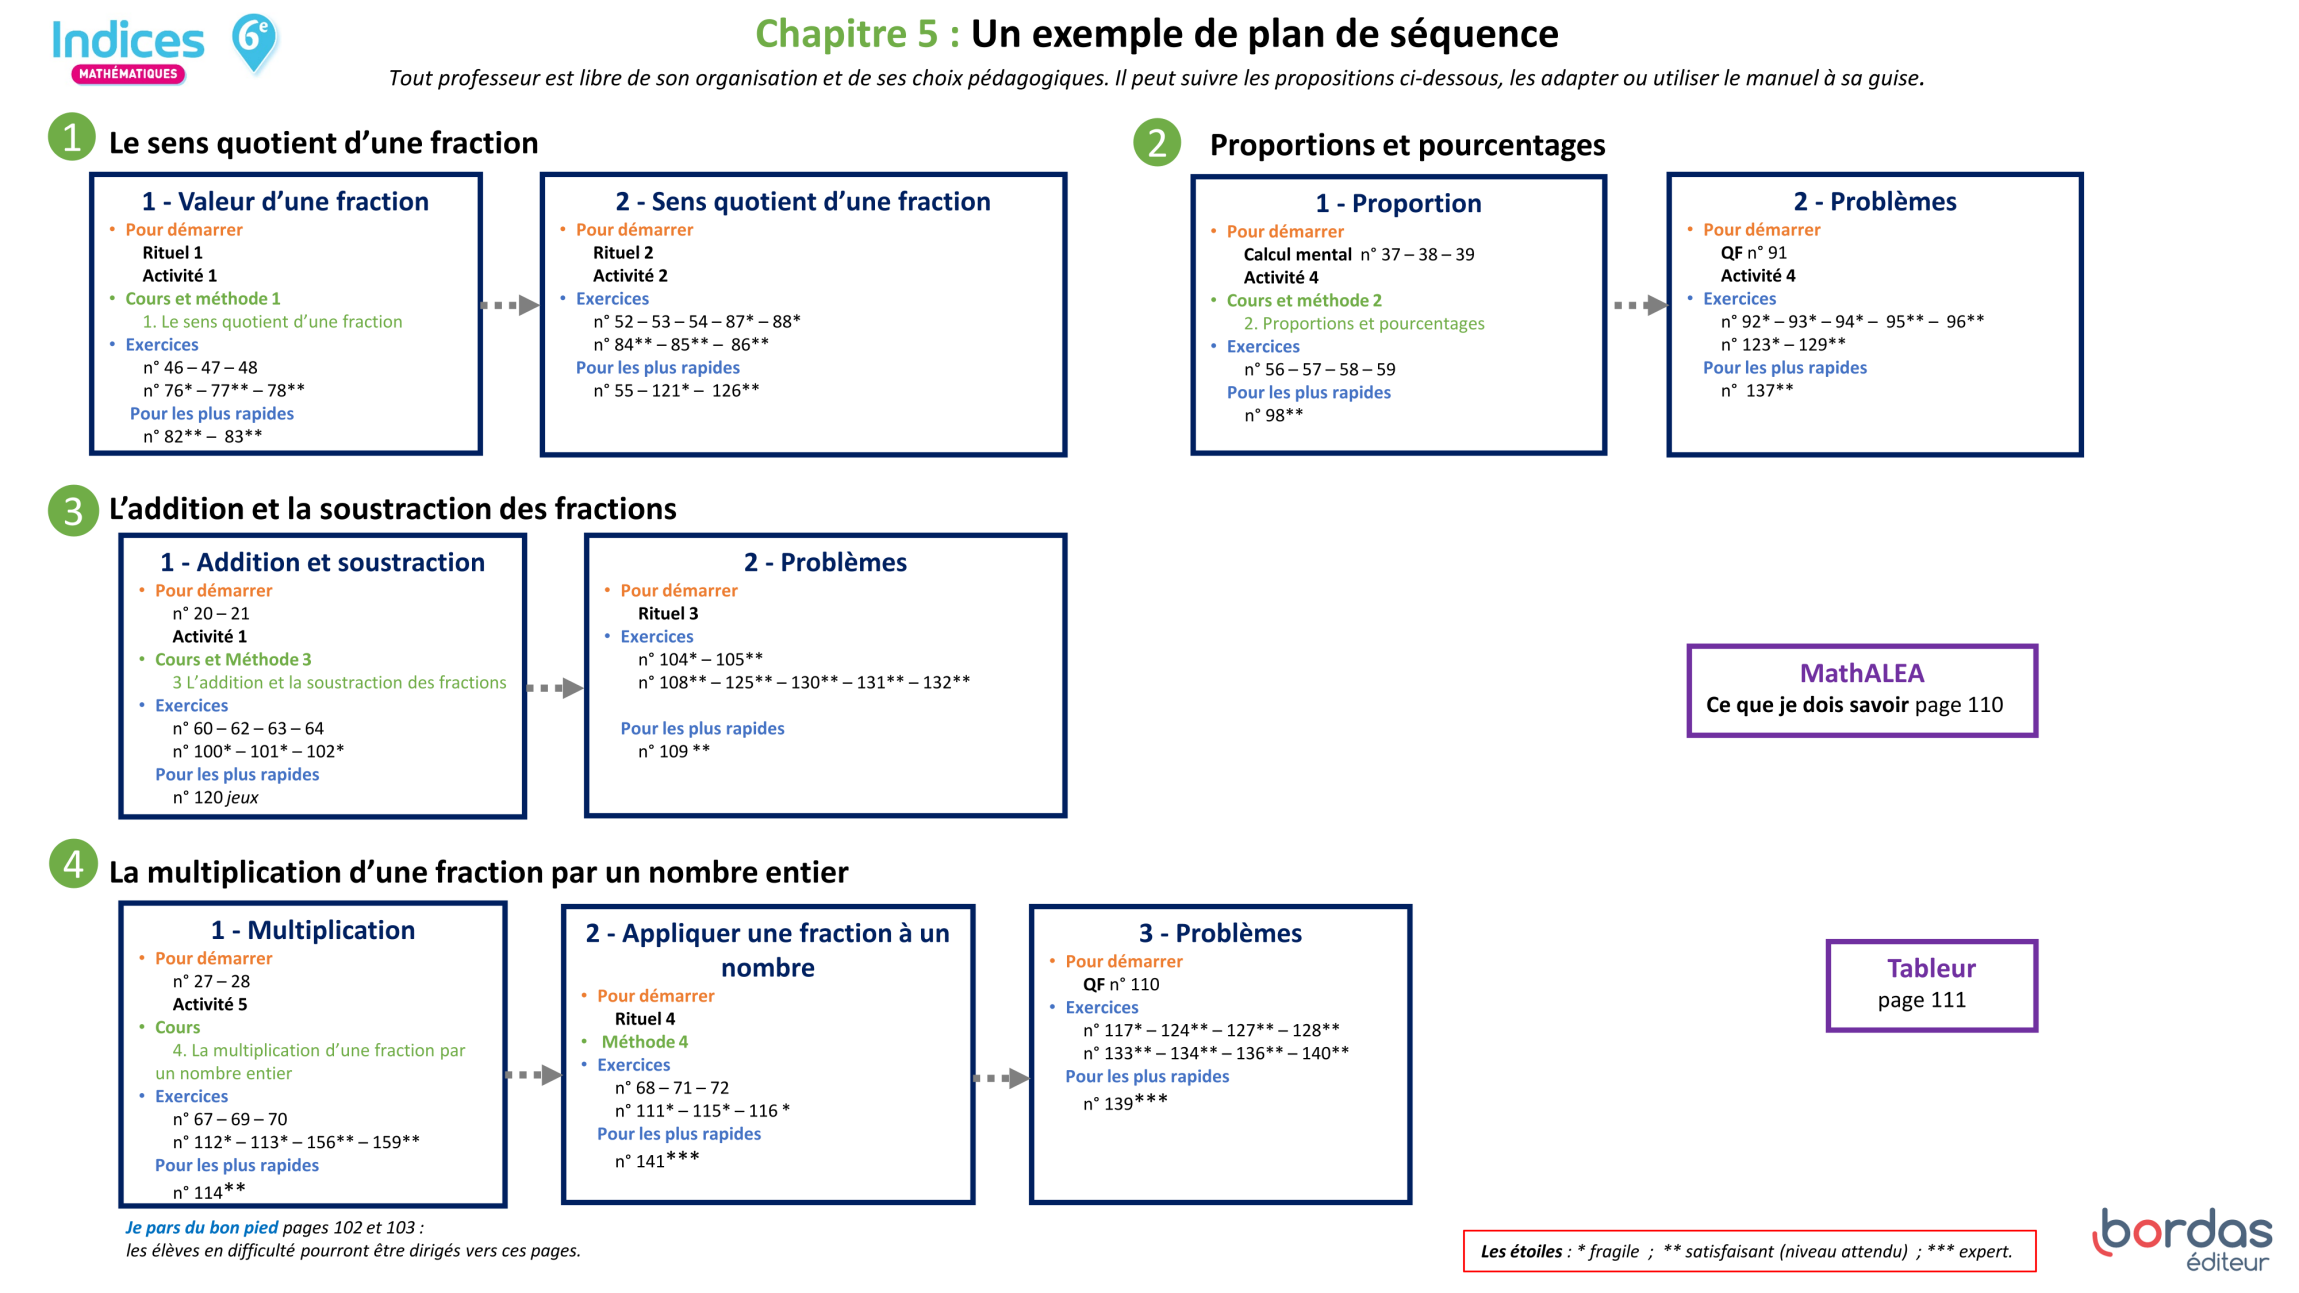 Indices
MATHÉMATIQUES
6e
Chapitre 5 : Un exemple de plan de séquence
Tout professeur est libre de son organisation et de ses choix pédagogiques. Il peut suivre les propositions ci-dessous, les adapter ou utiliser le manuel à sa guise.
1 Le sens quotient d’une fraction
1 - Valeur d’une fraction
• Pour démarrer
Rituel 1
Activité 1
• Cours et méthode 1
1. Le sens quotient d’une fraction
• Exercices
n° 46 – 47 – 48
n° 76* – 77** – 78**
Pour les plus rapides
n° 82** – 83**
2 - Sens quotient d’une fraction
• Pour démarrer
Rituel 2
Activité 2
• Exercices
n° 52 – 53 – 54 – 87* – 88*
n° 84** – 85** – 86**
Pour les plus rapides
n° 55 – 121* – 126**
2 Proportions et pourcentages
1 - Proportion
• Pour démarrer
Calcul mental n° 37 – 38 – 39
Activité 4
• Cours et méthode 2
2. Proportions et pourcentages
• Exercices
n° 56 – 57 – 58 – 59
Pour les plus rapides
n° 98**
2 - Problèmes
• Pour démarrer
QF n° 91
Activité 4
• Exercices
n° 92* – 93* – 94* – 95** – 96**
n° 123* – 129**
Pour les plus rapides
n° 137**
3 L’addition et la soustraction des fractions
1 - Addition et soustraction
• Pour démarrer
n° 20 – 21
Activité 1
• Cours et Méthode 3
3 L’addition et la soustraction des fractions
• Exercices
n° 60 – 62 – 63 – 64
n° 100* – 101* – 102*
Pour les plus rapides
n° 120 jeux
2 - Problèmes
• Pour démarrer
Rituel 3
• Exercices
n° 104* – 105**
n° 108** – 125** – 130** – 131** – 132**
Pour les plus rapides
n° 109 **
MathALEA
Ce que je dois savoir page 110
4 La multiplication d’une fraction par un nombre entier
1 - Multiplication
• Pour démarrer
n° 27 – 28
Activité 5
• Cours
4. La multiplication d’une fraction par
un nombre entier
• Exercices
n° 67 – 69 – 70
n° 112* – 113* – 156** – 159**
Pour les plus rapides
n° 114**
2 - Appliquer une fraction à un
nombre
• Pour démarrer
Rituel 4
• Méthode 4
• Exercices
n° 68 – 71 – 72
n° 111* – 115* – 116 *
Pour les plus rapides
n° 141***
3 - Problèmes
• Pour démarrer
QF n° 110
• Exercices
n° 117* – 124** – 127** – 128**
n° 133** – 134** – 136** – 140**
Pour les plus rapides
n° 139***
Tableur
page 111
Je pars du bon pied pages 102 et 103 :
les élèves en difficulté pourront être dirigés vers ces pages.
Les étoiles : * fragile ; ** satisfaisant (niveau attendu) ; *** expert.
bordas
éditeur